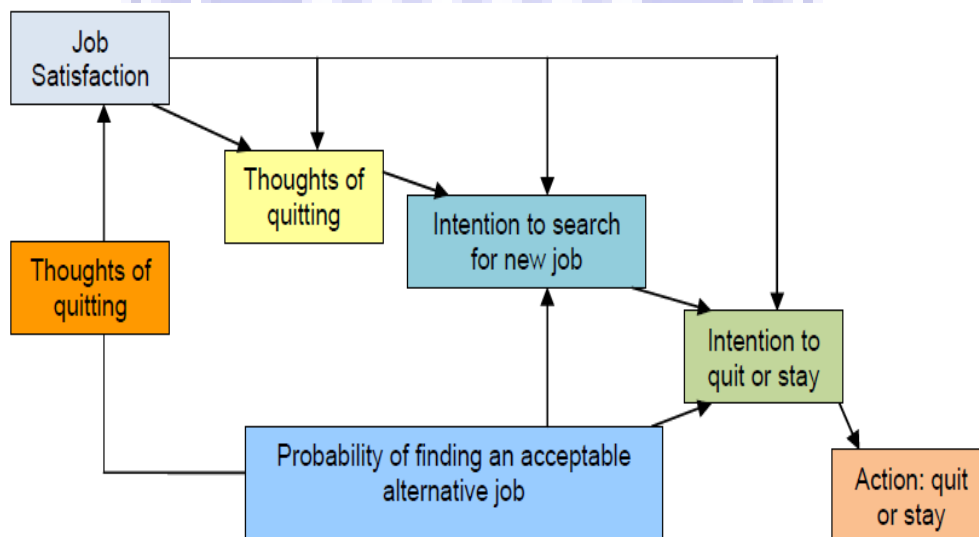 Job
Satisfaction
Thoughts of
quitting
Intention to search
for new job
Thoughts of
quitting
Intention to
quit or stay
Probability of finding an acceptable
alternative job
Action: quit
or stay